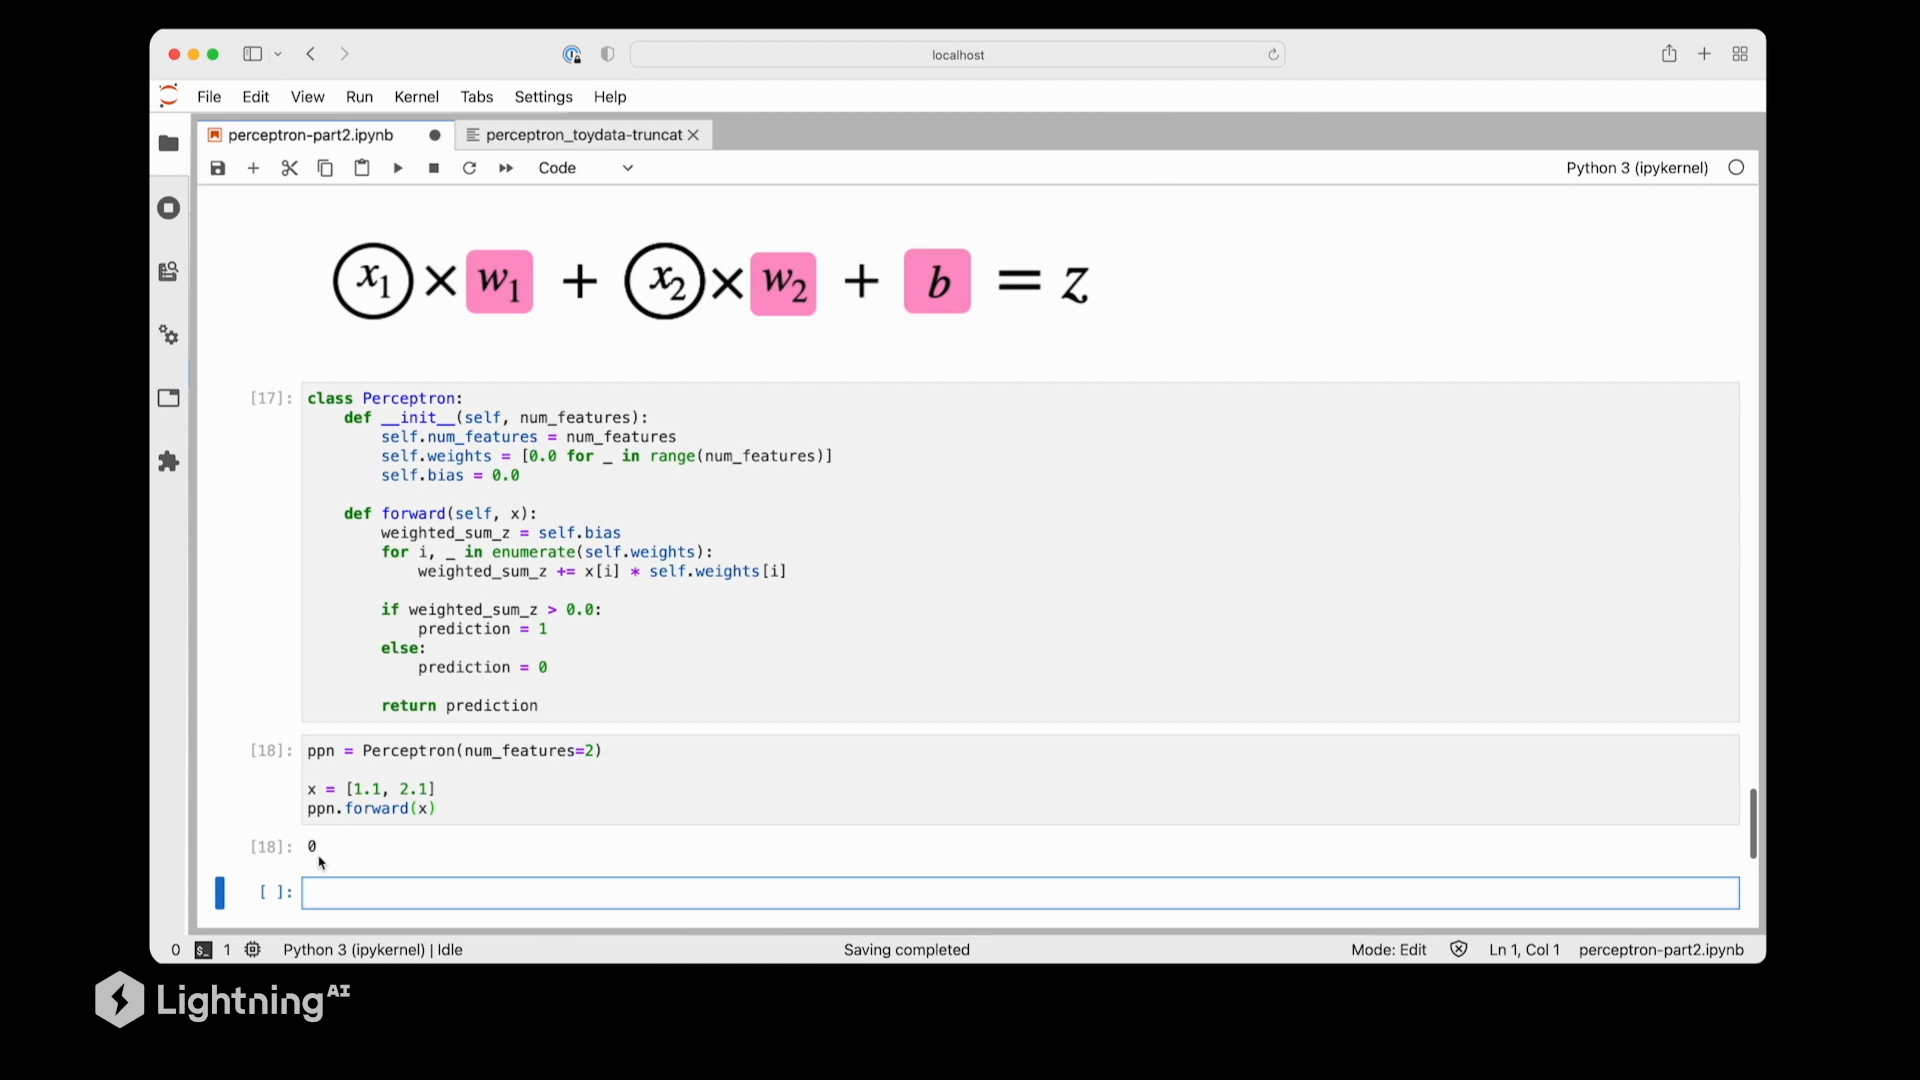 localhost
File Edit View Run Kernel Tabs Settings Help
perceptron-part2.ipynb perceptron_toydata-truncat
Code Python 3 (ipykernel)
x1 × w1 + x2 × w2 + b = z
[17]: class Perceptron:
    def __init__(self, num_features):
        self.num_features = num_features
        self.weights = [0.0 for _ in range(num_features)]
        self.bias = 0.0
    def forward(self, x):
        weighted_sum_z = self.bias
        for i, _ in enumerate(self.weights):
            weighted_sum_z += x[i] * self.weights[i]
        if weighted_sum_z > 0.0:
            prediction = 1
        else:
            prediction = 0
        return prediction
[18]: ppn = Perceptron(num_features=2)
x = [1.1, 2.1]
ppn.forward(x)
[18]: 0
[ ]:
0 $_ 1 Python 3 (ipykernel) | Idle Saving completed Mode: Edit Ln 1, Col 1 perceptron-part2.ipynb
Lightning AI